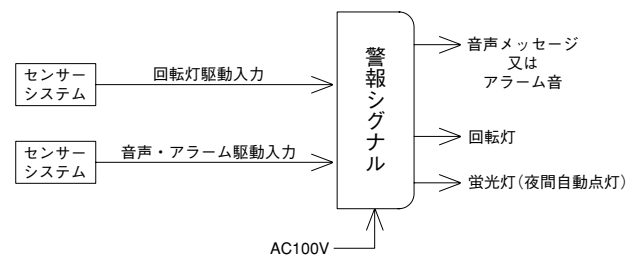 センサー
システム
回転灯駆動入力
センサー
システム
音声・アラーム駆動入力
警報シグナル
音声メッセージ
又は
アラーム音
回転灯
蛍光灯(夜間自動点灯)
AC100V